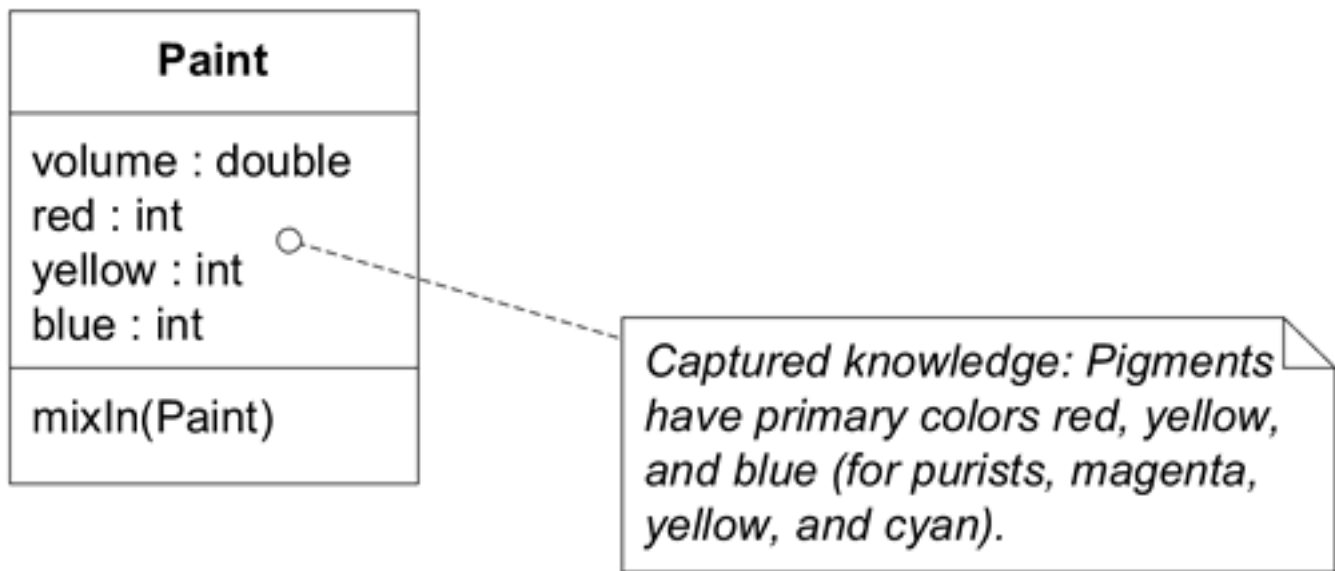 Paint
volume : double
red : int
yellow : int
blue : int
mixIn(Paint)
Captured knowledge: Pigments
have primary colors red, yellow,
and blue (for purists, magenta,
yellow, and cyan).